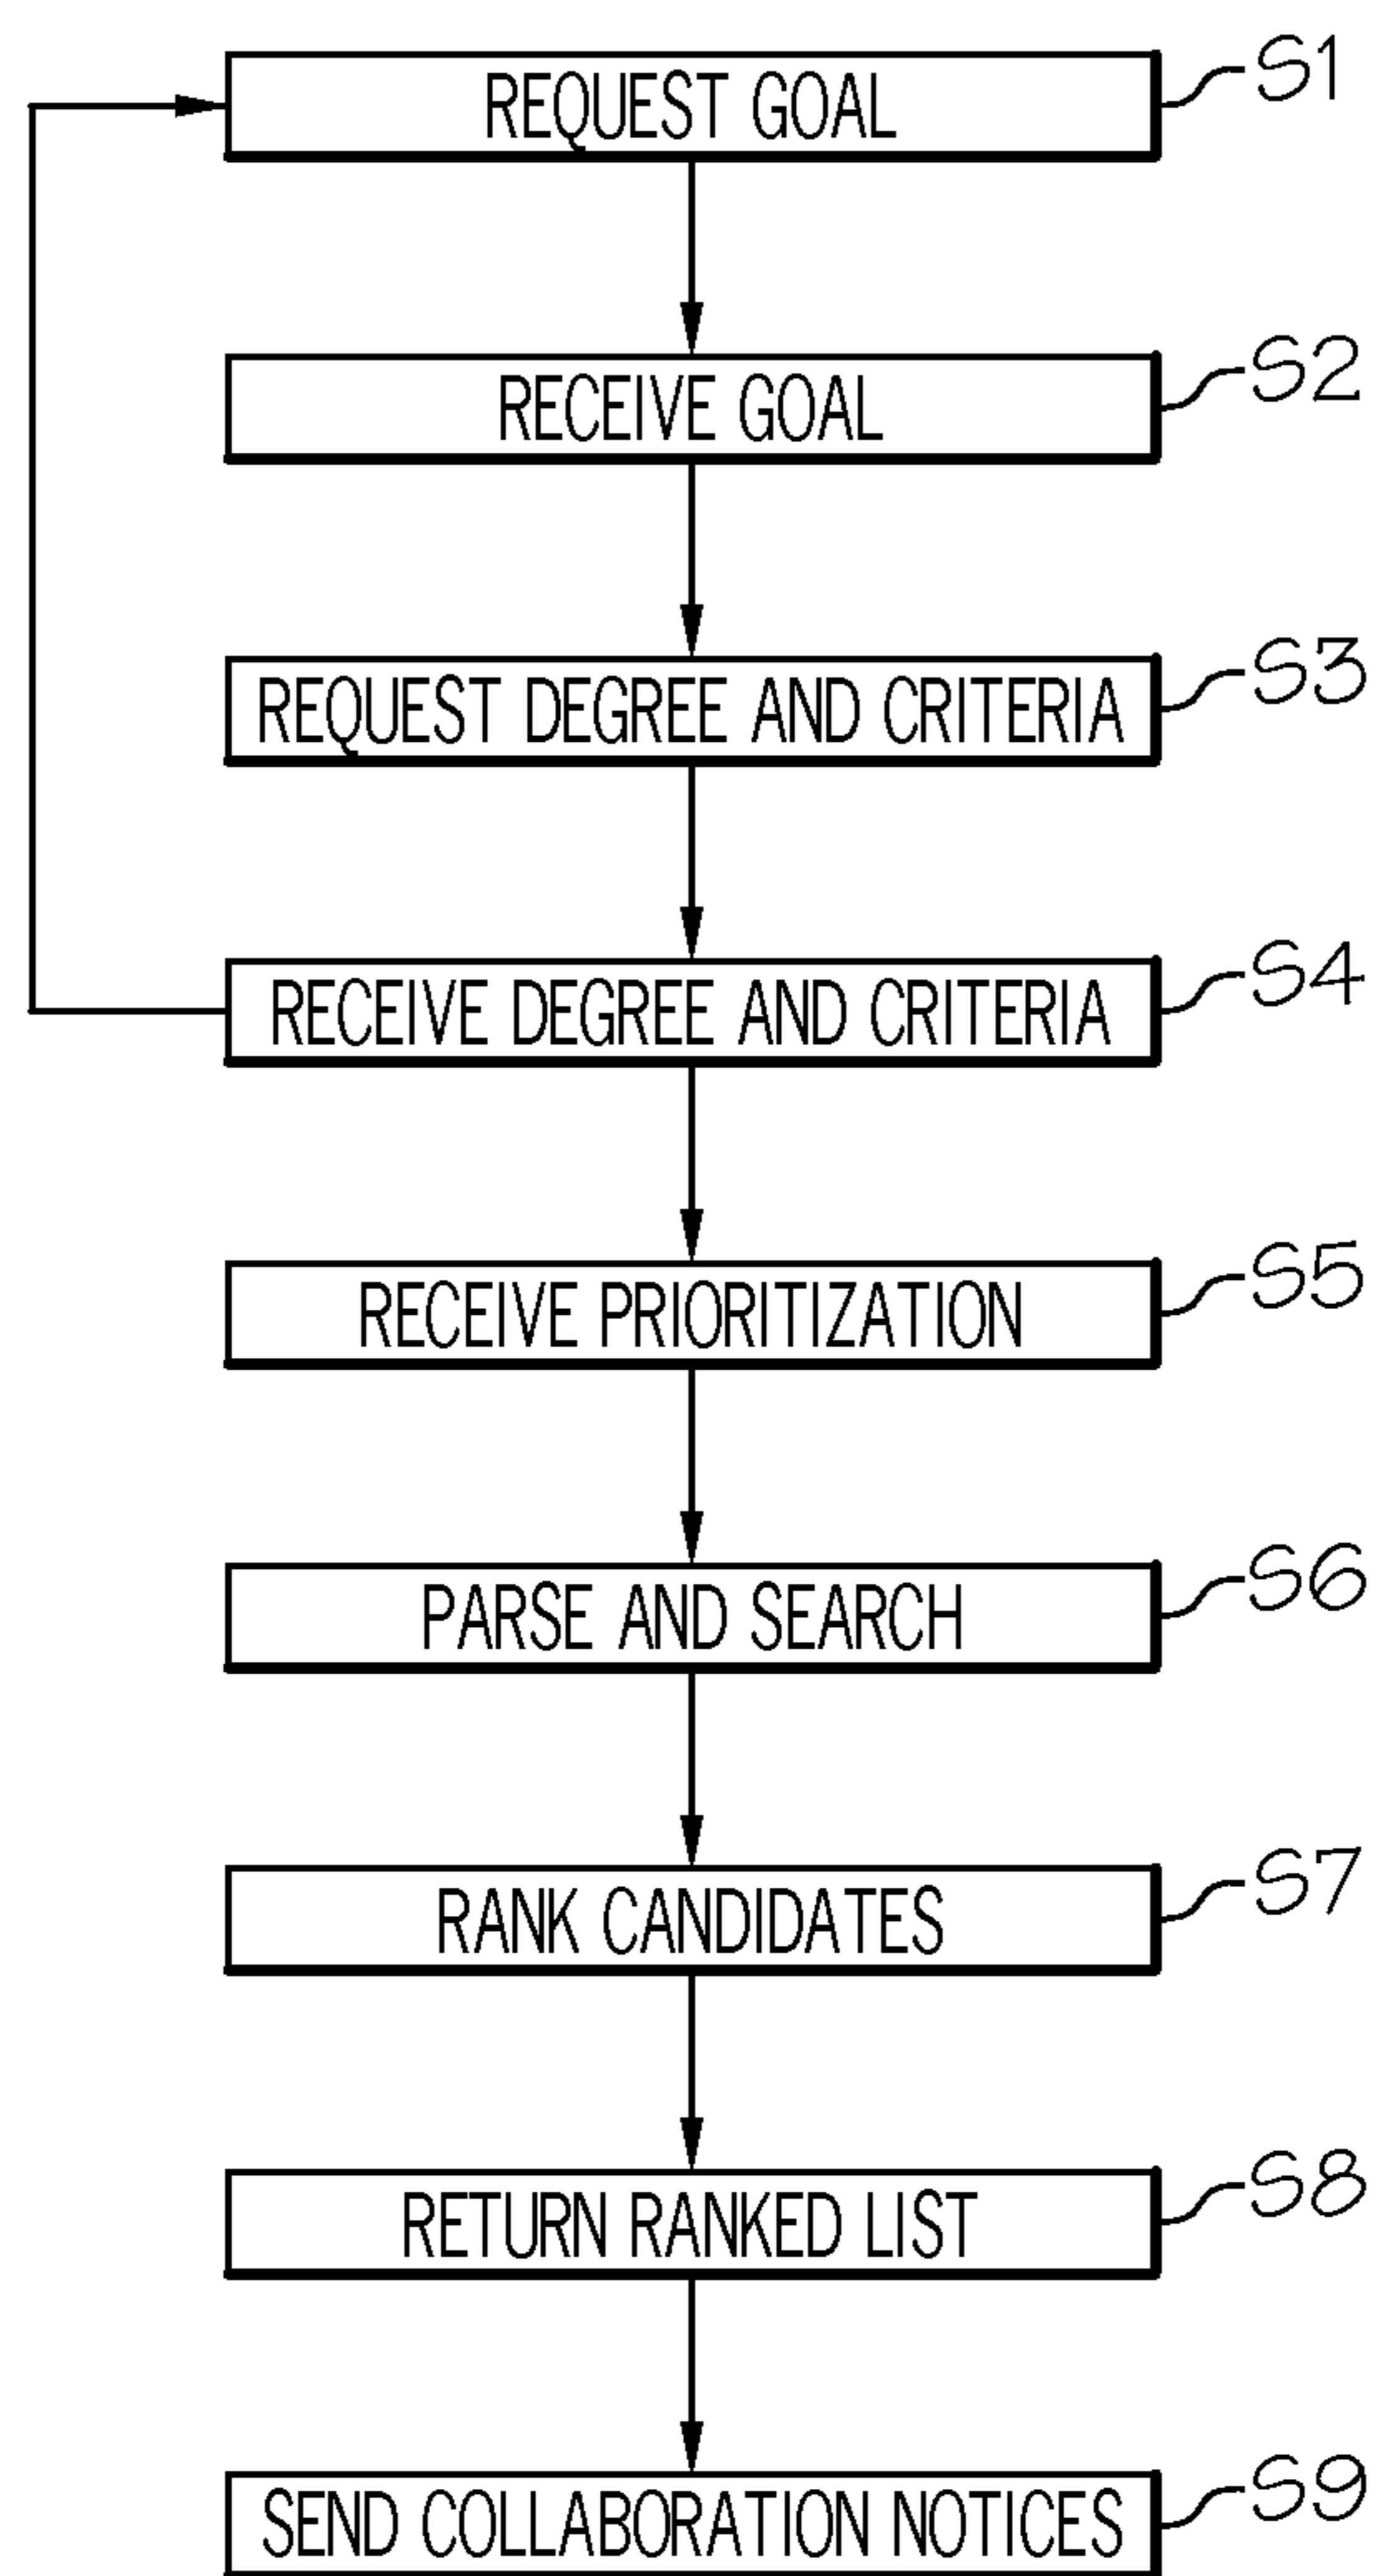 REQUEST GOAL S1
RECEIVE GOAL S2
REQUEST DEGREE AND CRITERIA S3
RECEIVE DEGREE AND CRITERIA S4
RECEIVE PRIORITIZATION S5
PARSE AND SEARCH S6
RANK CANDIDATES S7
RETURN RANKED LIST S8
SEND COLLABORATION NOTICES S9